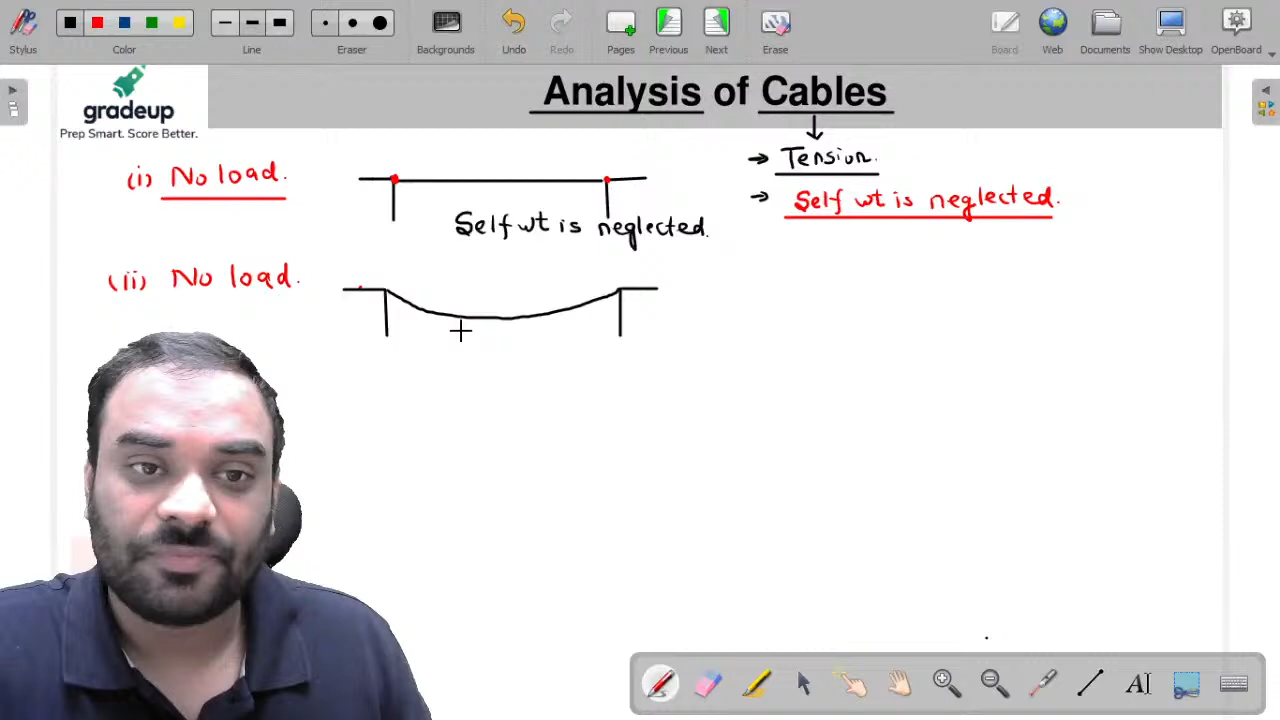 Stylus
Color
Line
Eraser
Backgrounds
Undo
Redo
Pages
Previous
Next
Erase
Board
Web
Documents
Show Desktop
OpenBoard
gradeup
Prep Smart. Score Better.
Analysis of Cables
→ Tension.
→ Self wt is neglected.
(i) No load.
Self wt is neglected.
(ii) No load.